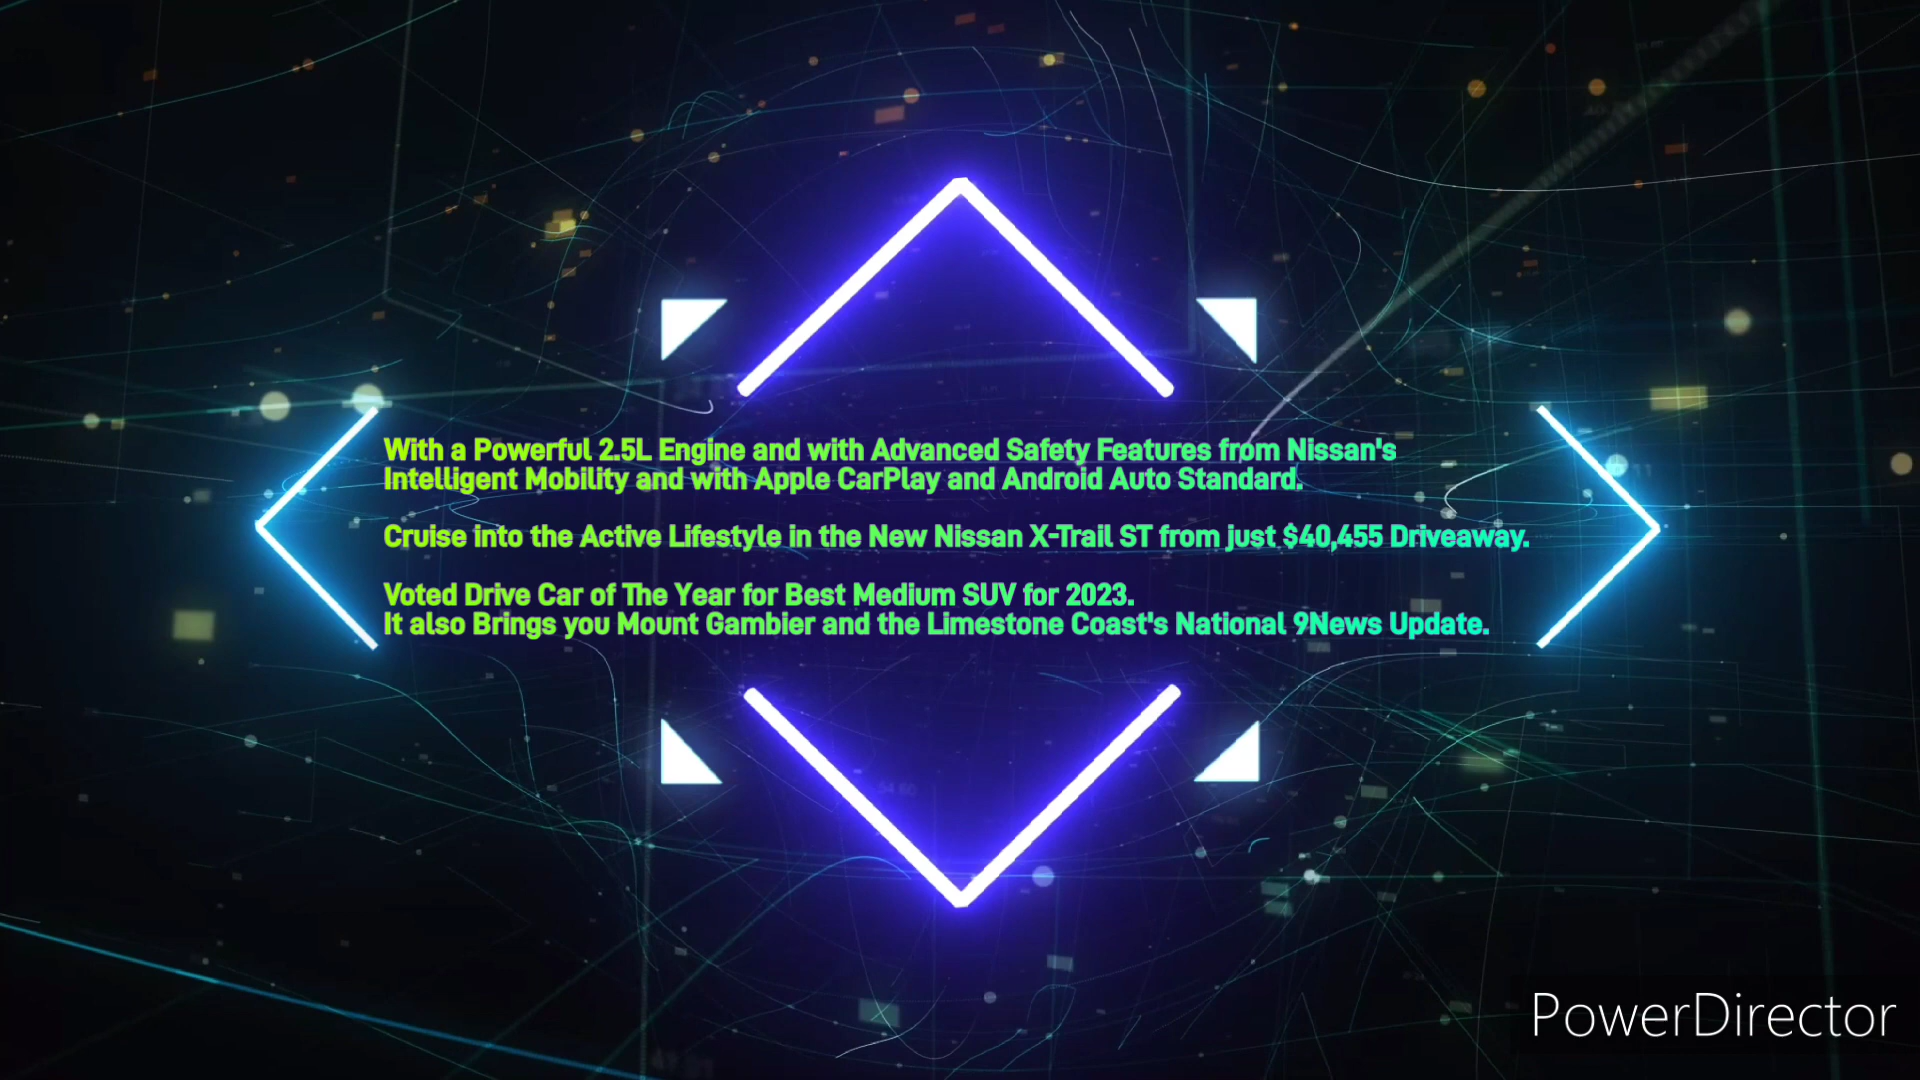 With a Powerful 2.5L Engine and with Advanced Safety Features from Nissan's
Intelligent Mobility and with Apple CarPlay and Android Auto Standard.
Cruise into the Active Lifestyle in the New Nissan X-Trail ST from just $40,455 Driveaway.
Voted Drive Car of The Year for Best Medium SUV for 2023.
It also Brings you Mount Gambier and the Limestone Coast's National 9News Update.
PowerDirector